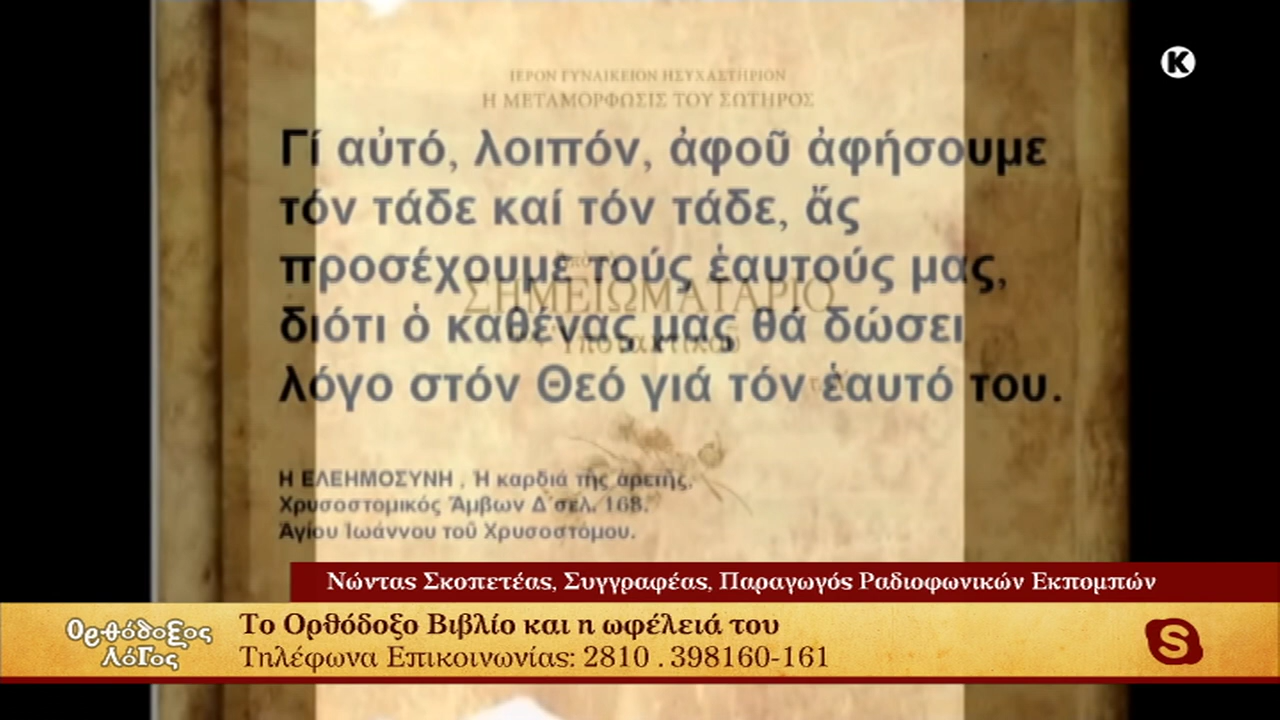 K
ΙΕΡΟΝ ΓΥΝΑΙΚΕΙΟΝ ΗΣΥΧΑΣΤΗΡΙΟΝ
Η ΜΕΤΑΜΟΡΦΩΣΙΣ ΤΟΥ ΣΩΤΗΡΟΣ
Γί αὐτό, λοιπόν, ἀφοῦ ἀφήσουμε
τόν τάδε καί τόν τάδε, ἄς
προσέχουμε τούς ἑαυτούς μας,
ΣΗΜΕΙΩΜΑΤΑΡΙΟ
διότι ὁ καθένας μας θά δώσει
Ὑποτακτικοῦ
λόγο στόν Θεό γιά τόν ἑαυτό του.
Η ΕΛΕΗΜΟΣΥΝΗ , Ἡ καρδιά τῆς ἀρετῆς,
Χρυσοστομικός Ἄμβων Δ΄σελ. 168.
Ἁγίου Ἰωάννου τοῦ Χρυσοστόμου.
Νώντας Σκοπετέας, Συγγραφέας, Παραγωγός Ραδιοφωνικών Εκπομπών
Ορθόδοξος
Λόγος
Το Ορθόδοξο Βιβλίο και η ωφέλειά του
Τηλέφωνα Επικοινωνίας: 2810 . 398160-161
S